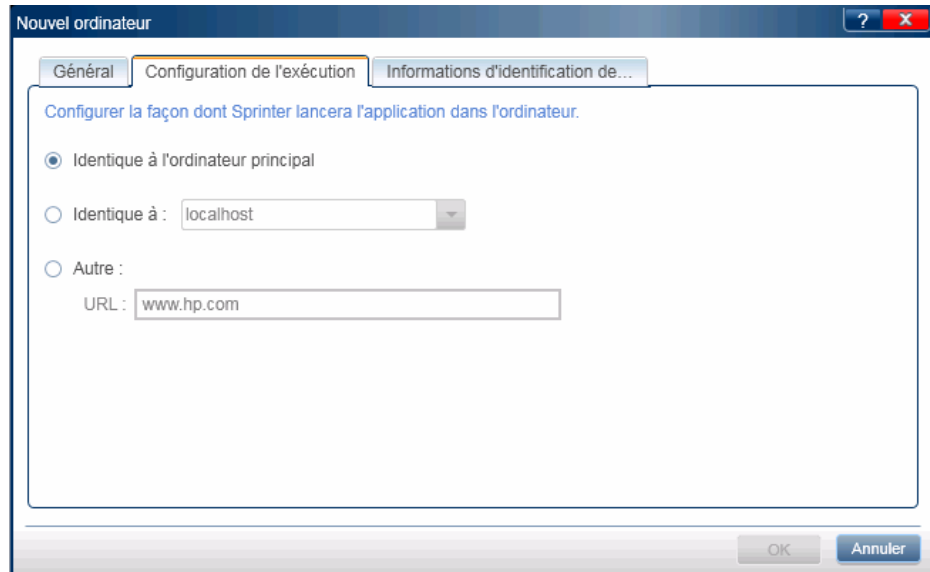 Nouvel ordinateur
?
X
Général
Configuration de l'exécution
Informations d'identification de...
Configurer la façon dont Sprinter lancera l'application dans l'ordinateur.
Identique à l'ordinateur principal
Identique à : localhost
Autre :
URL : www.hp.com
OK
Annuler